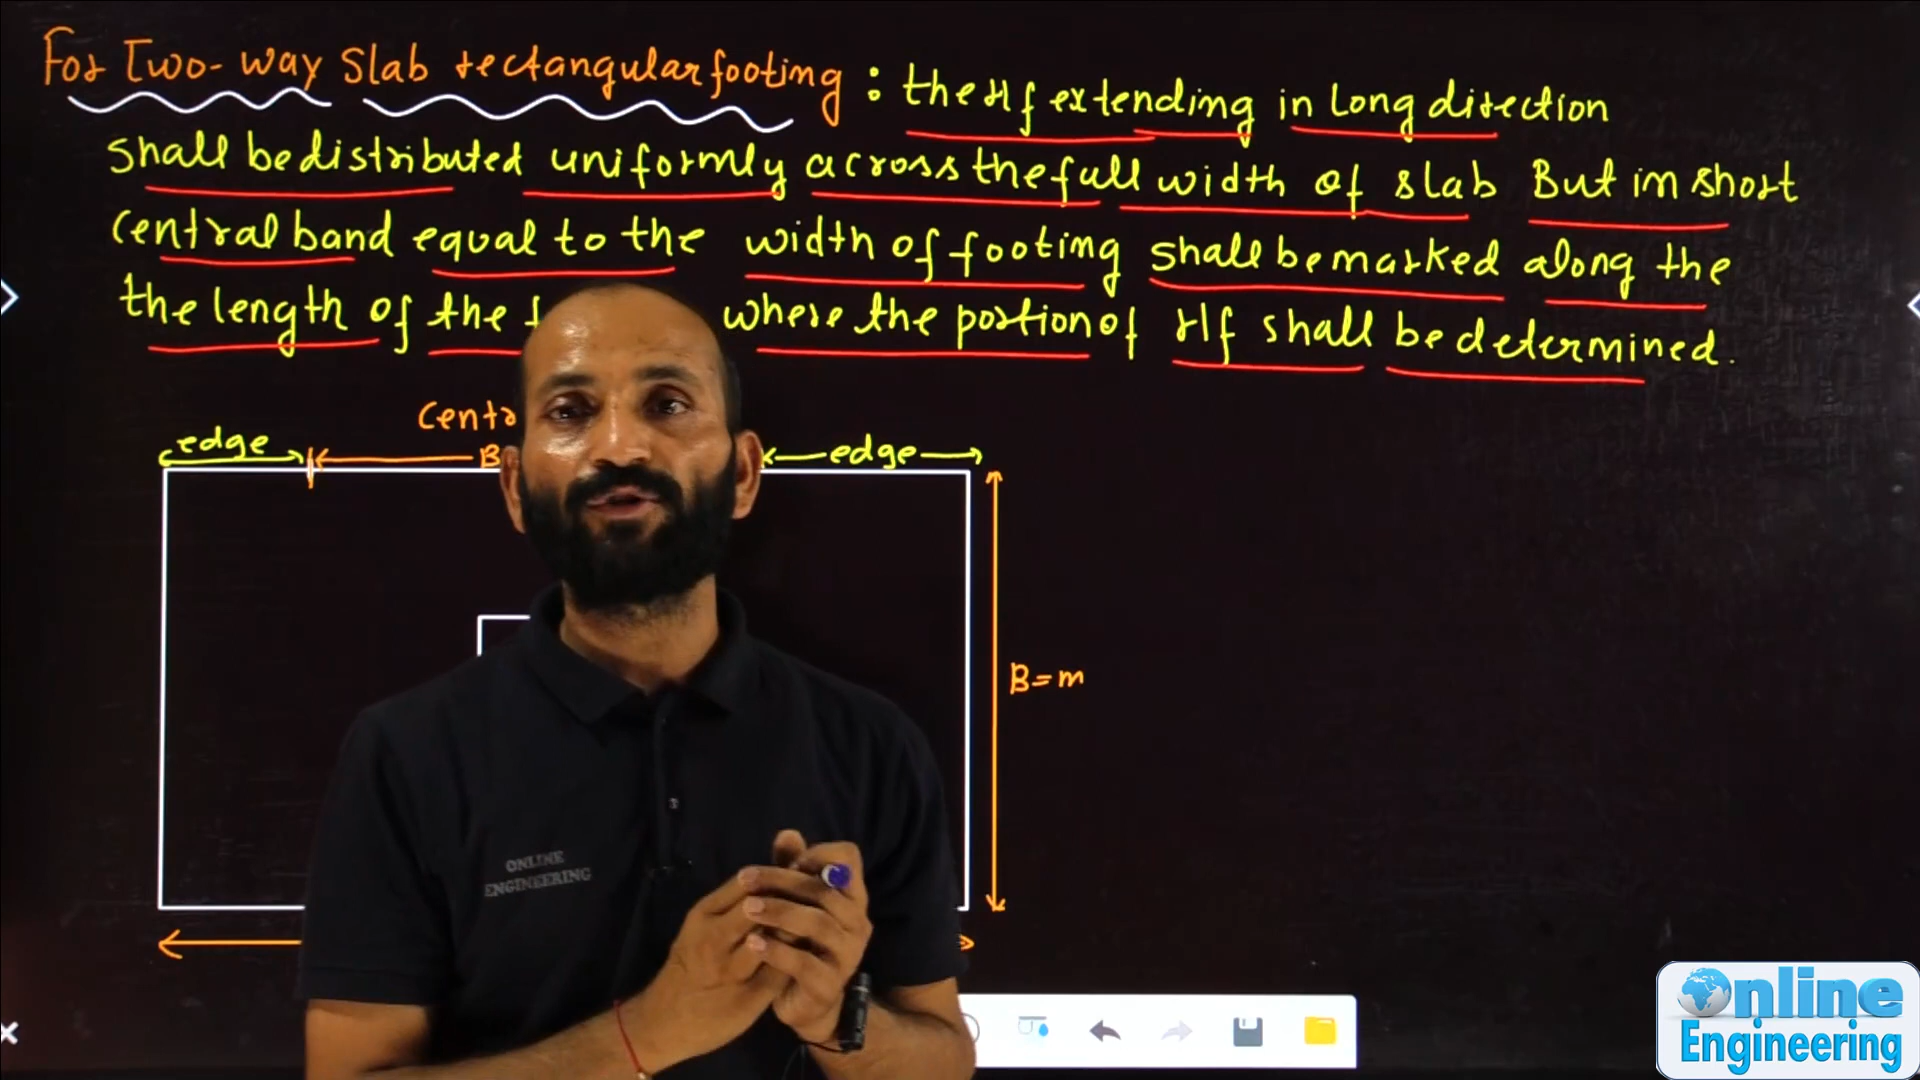 For Two-way Slab rectangular footing : the rlf extending in Long direction
Shall be distributed uniformly across the full width of slab But in short
Central band equal to the width of footing shall be marked along the
the length of the where the portion of rlf shall be determined.
Cent
edge B edge
B = m
ONLINE
ENGINEERING
Online
Engineering